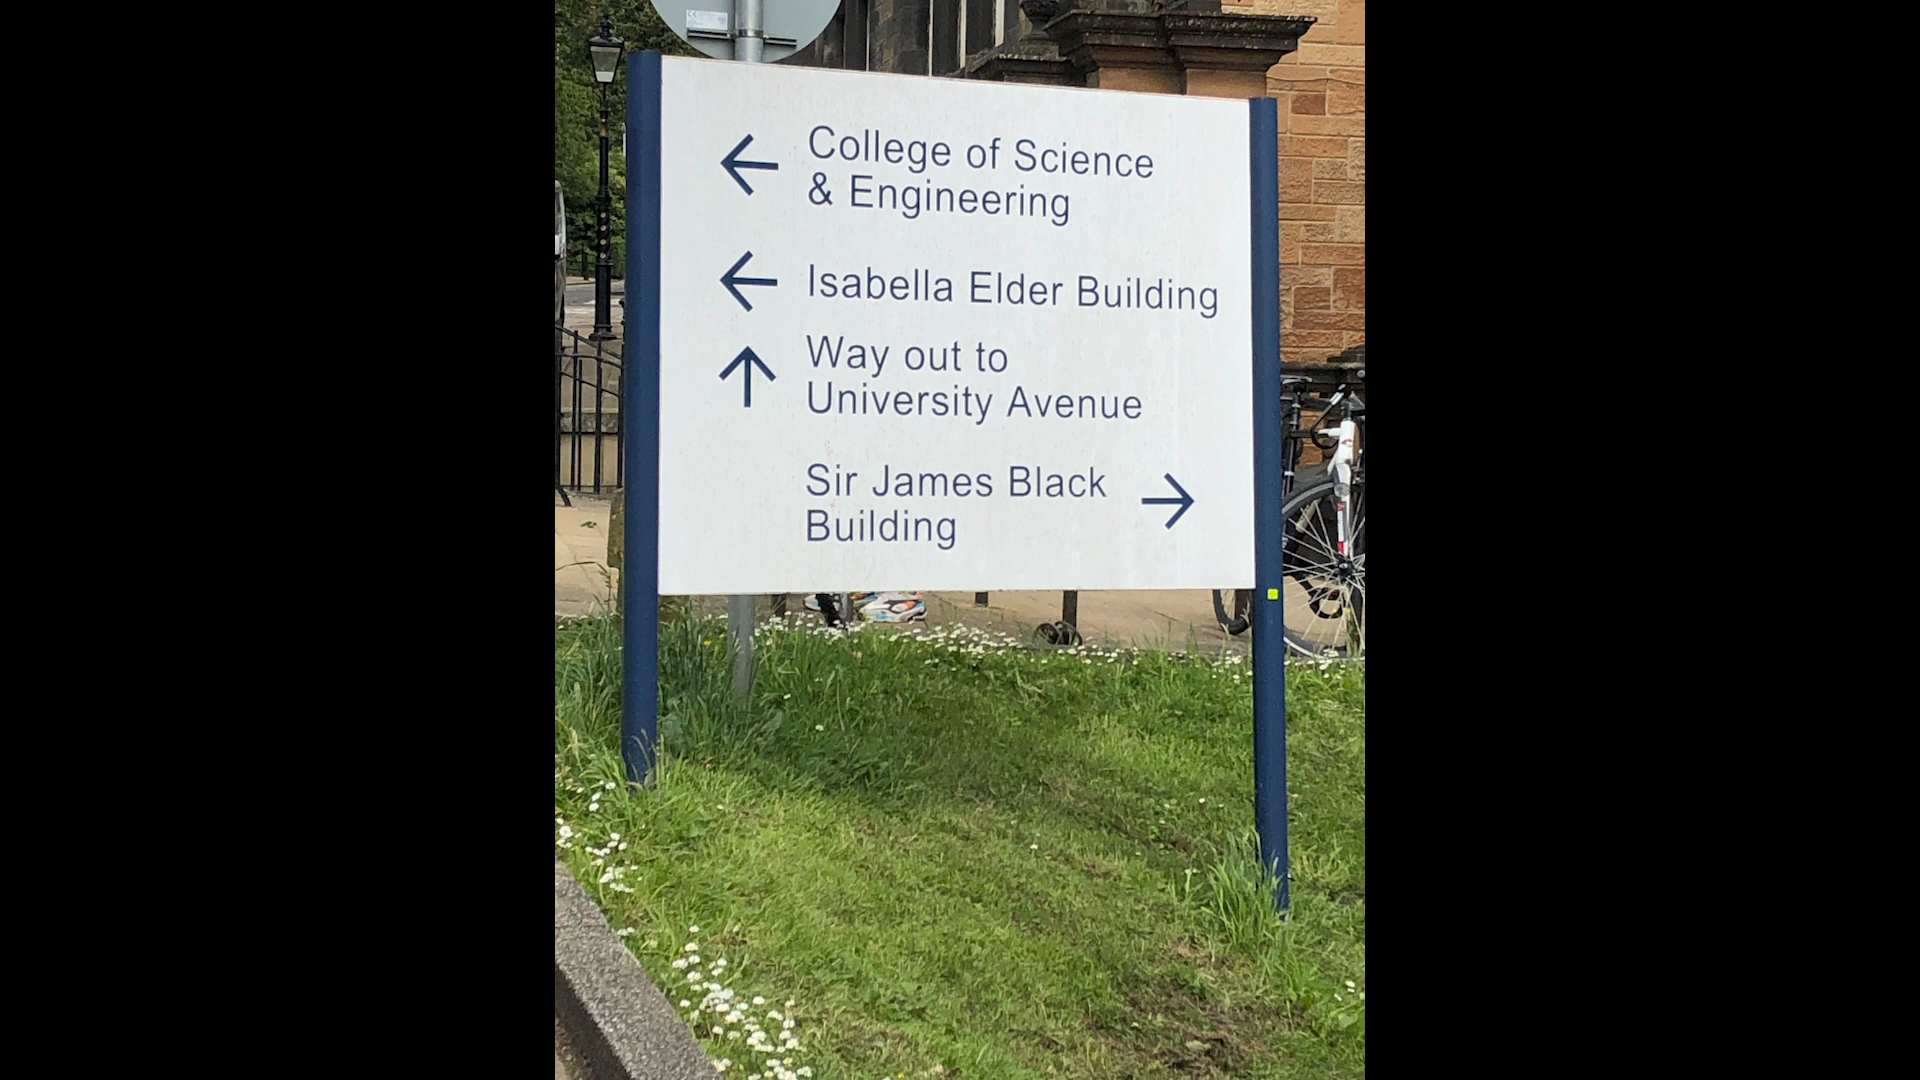 College of Science
& Engineering
Isabella Elder Building
Way out to
University Avenue
Sir James Black
Building